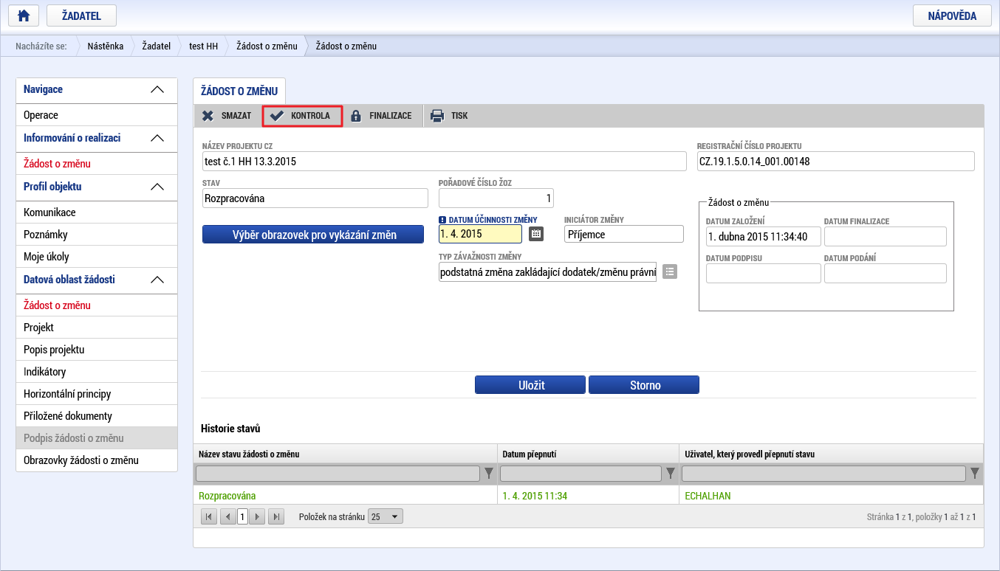 ŽADATEL
NÁPOVĚDA
Nacházíte se: Nástěnka Žadatel test HH Žádost o změnu Žádost o změnu
Navigace
Operace
Informování o realizaci
Žádost o změnu
Profil objektu
Komunikace
Poznámky
Moje úkoly
Datová oblast žádosti
Žádost o změnu
Projekt
Popis projektu
Indikátory
Horizontální principy
Přiložené dokumenty
Podpis žádosti o změnu
Obrazovky žádosti o změnu
ŽÁDOST O ZMĚNU
SMAZAT KONTROLA FINALIZACE TISK
NÁZEV PROJEKTU CZ
test č.1 HH 13.3.2015
REGISTRAČNÍ ČÍSLO PROJEKTU
CZ.19.1.5.0.14_001.00148
STAV
Rozpracována
POŘADOVÉ ČÍSLO ŽOZ
1
Výběr obrazovek pro vykázání změn
DATUM ÚČINNOSTI ZMĚNY
1. 4. 2015
INICIÁTOR ZMĚNY
Příjemce
TYP ZÁVAŽNOSTI ZMĚNY
podstatná změna zakládající dodatek/změnu právní
Žádost o změnu
DATUM ZALOŽENÍ
1. dubna 2015 11:34:40
DATUM FINALIZACE
DATUM PODPISU
DATUM PODÁNÍ
Uložit
Storno
Historie stavů
Název stavu žádosti o změnu Datum přepnutí Uživatel, který provedl přepnutí stavu
Rozpracována 1. 4. 2015 11:34 ECHALHAN
1 Položek na stránku 25 Stránka 1 z 1, položky 1 až 1 z 1